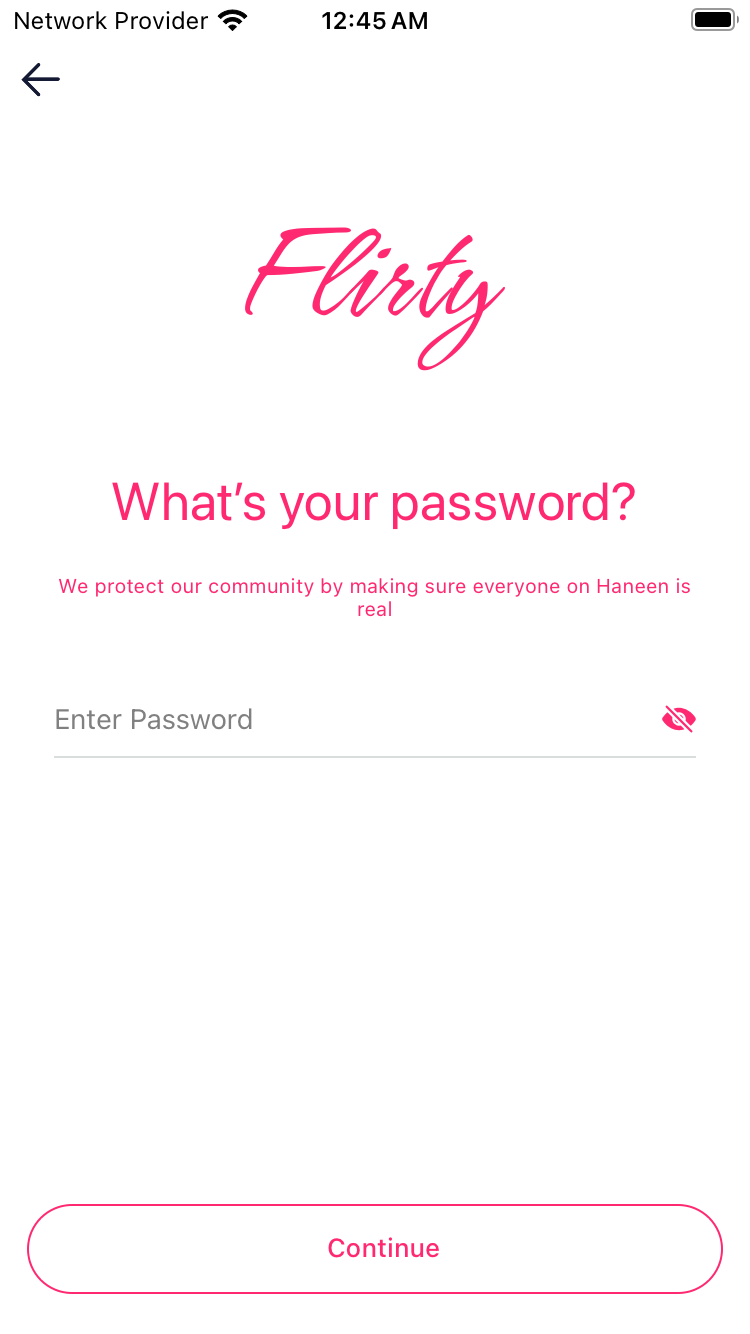 Network Provider 12:45 AM
Flirty
What’s your password?
We protect our community by making sure everyone on Haneen is
real
Enter Password
Continue